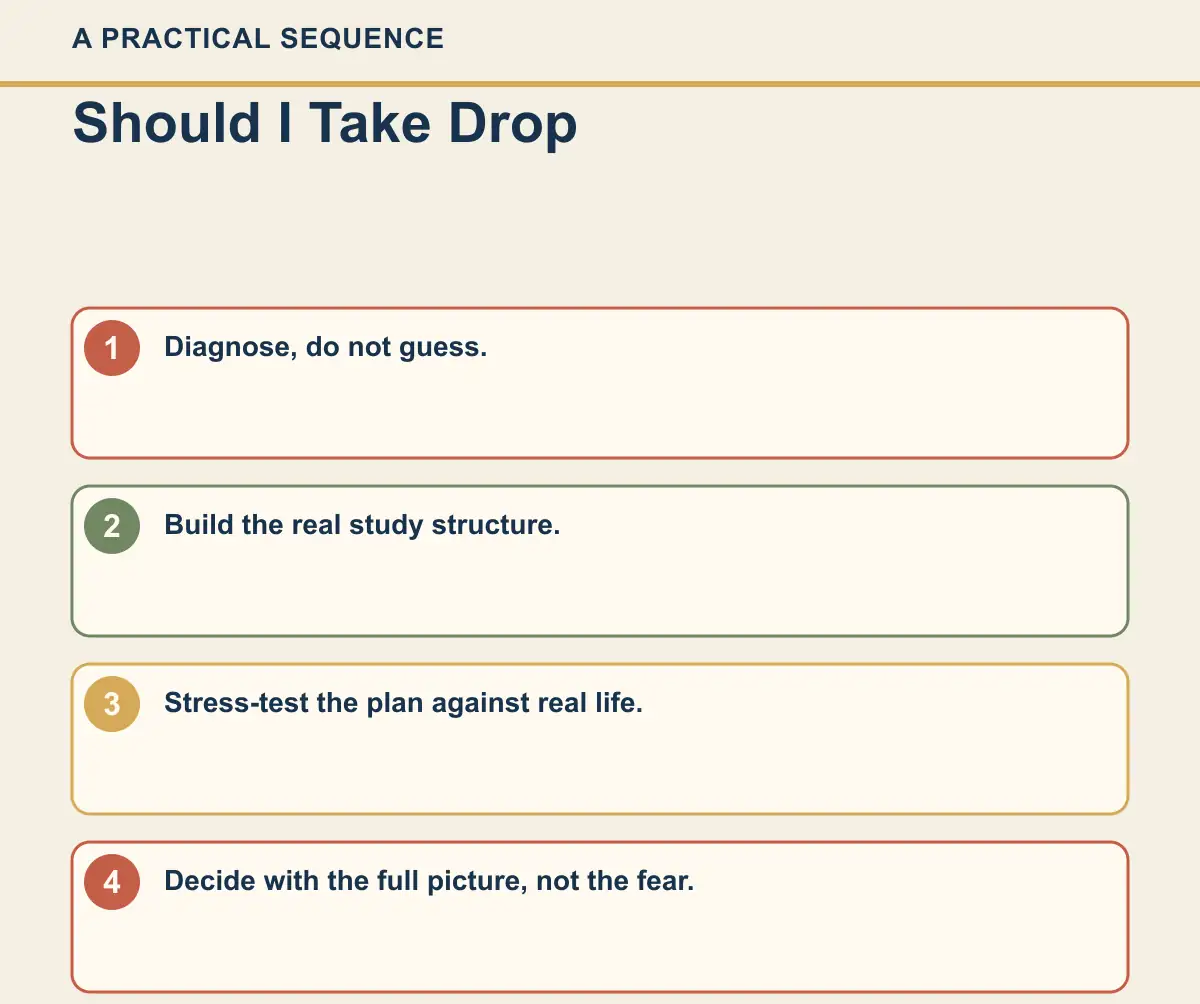 A PRACTICAL SEQUENCE
Should I Take Drop
1
Diagnose, do not guess.
2
Build the real study structure.
3
Stress-test the plan against real life.
4
Decide with the full picture, not the fear.